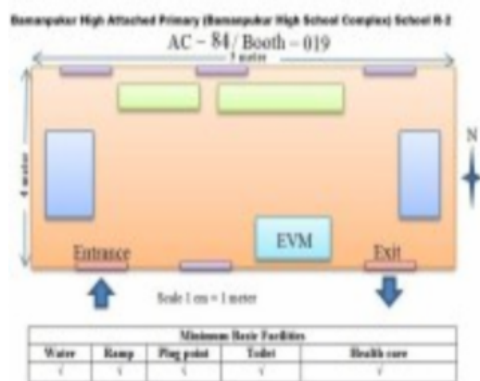 Bamanpukur High Attached Primary (Bamanpukur High School Complex) School R-2
AC - 84/ Booth - 019
meter
N
4 meter
EVM
Entrance
Exit
Scale 1 cm = 1 meter
Minimum Basic Facilities
Water Ramp Plug point Toilet Health care
√ √ √ √ √